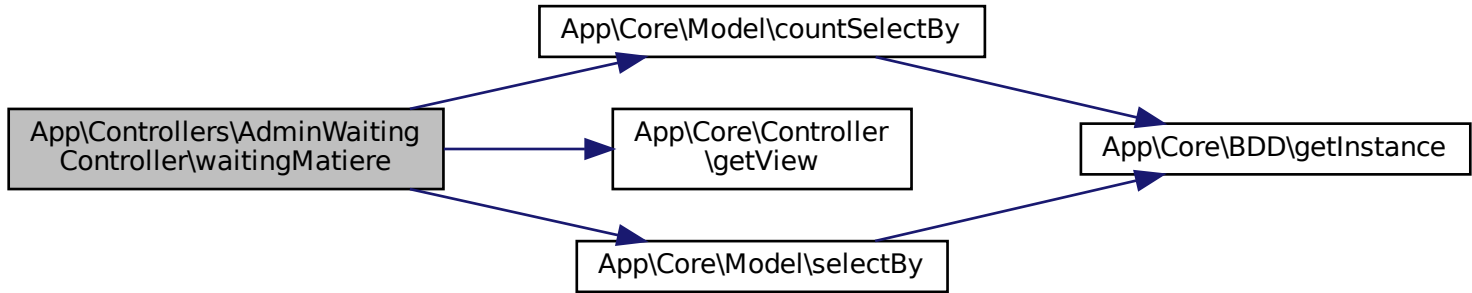 App\Core\Model\countSelectBy
App\Controllers\AdminWaiting
Controller\waitingMatiere
App\Core\Controller
\getView
App\Core\BDD\getInstance
App\Core\Model\selectBy